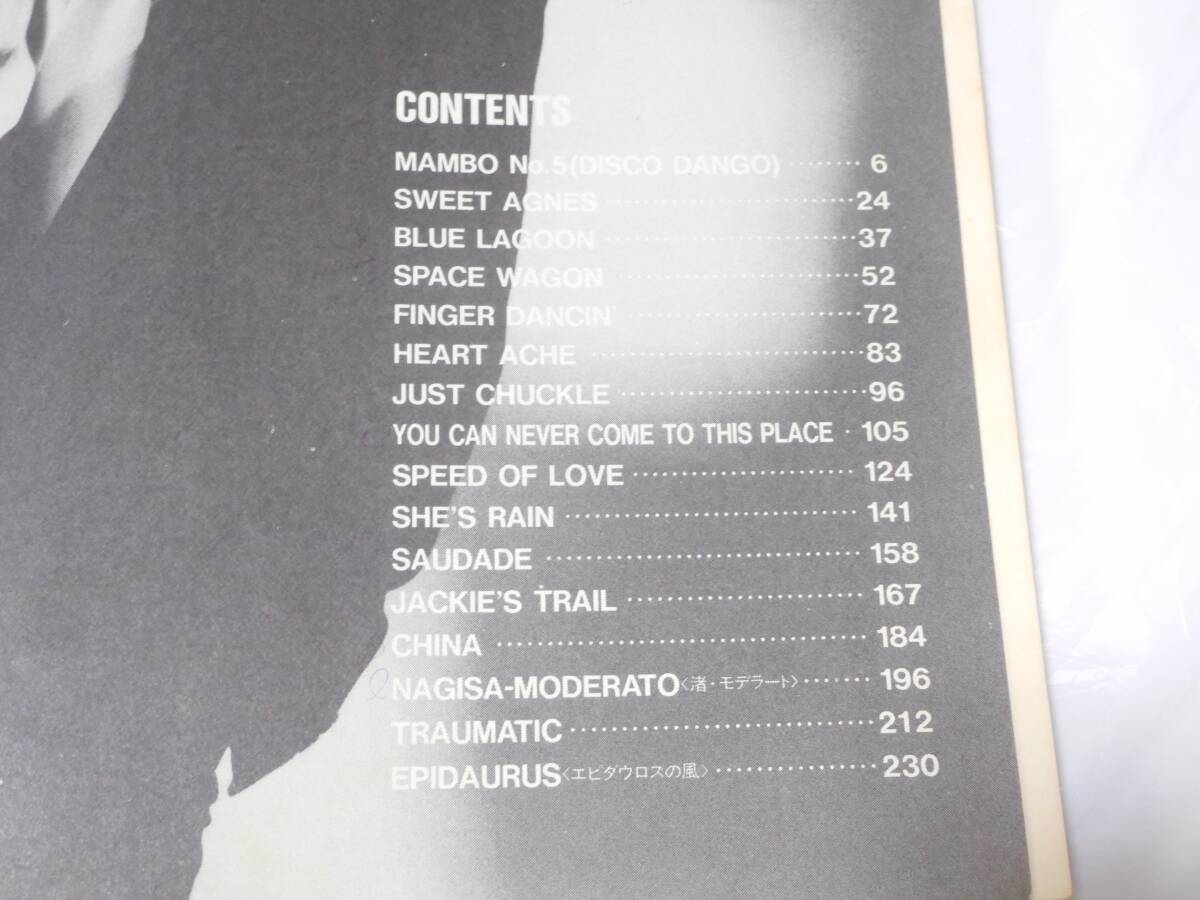 CONTENTS
MAMBO No.5(DISCO DANGO) ········ 6
SWEET AGNES ························ 24
BLUE LAGOON ························ 37
SPACE WAGON ························ 52
FINGER DANCIN' ······················ 72
HEART ACHE ·························· 83
JUST CHUCKLE ························ 96
YOU CAN NEVER COME TO THIS PLACE · 105
SPEED OF LOVE ······················ 124
SHE'S RAIN ···························· 141
SAUDADE ······························ 158
JACKIE'S TRAIL ······················ 167
CHINA ·································· 184
NAGISA-MODERATO〈渚・モデラート〉 ······· 196
TRAUMATIC ···························· 212
EPIDAURUS〈エピダウロスの風〉 ··············· 230